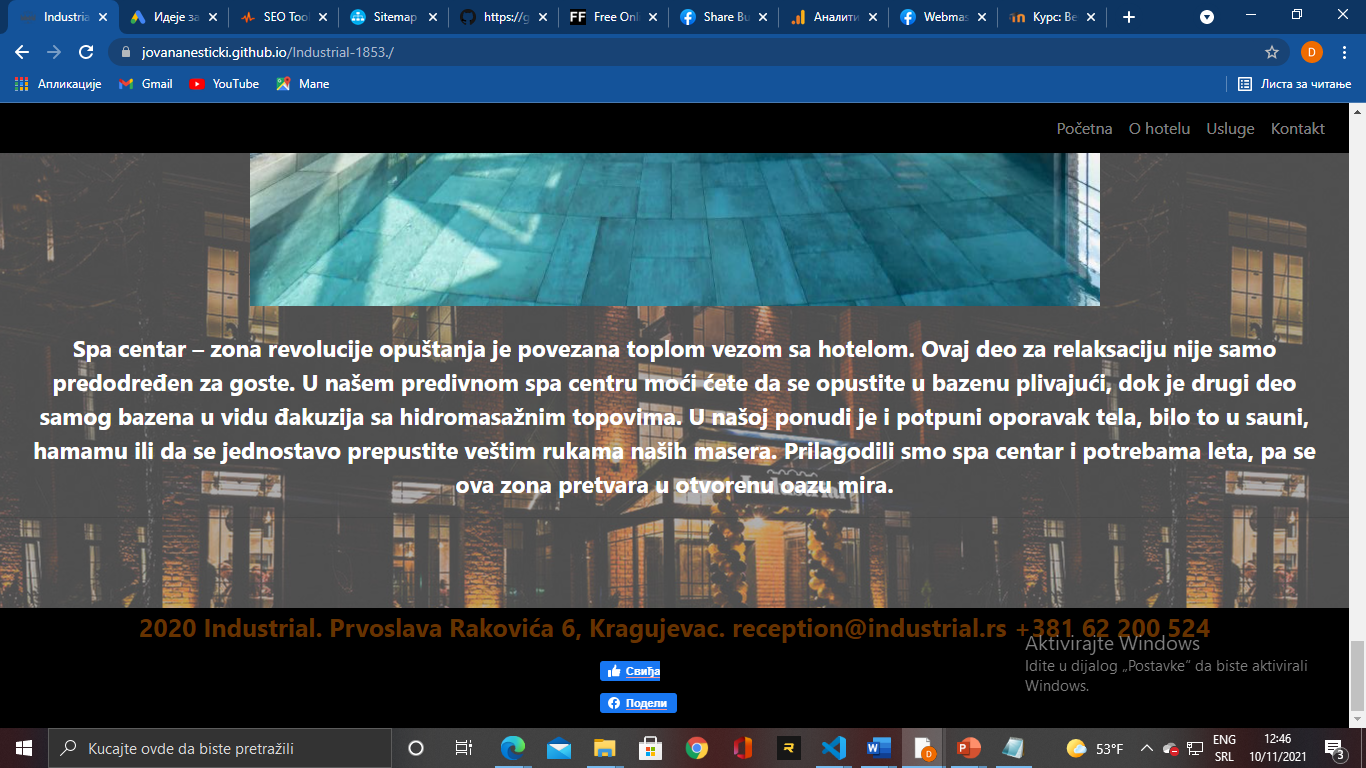 Industria
Идеје за
SEO Tool
Sitemap
https://g
Free Onl
Share Bu
Аналити
Webmas
Курс: Ве
jovananesticki.github.io/Industrial-1853./
D
Апликације
Gmail
YouTube
Мапе
Листа за читање
Početna O hotelu Usluge Kontakt
Industrial
Spa centar – zona revolucije opuštanja je povezana toplom vezom sa hotelom. Ovaj deo za relaksaciju nije samo
predodređen za goste. U našem predivnom spa centru moći ćete da se opustite u bazenu plivajući, dok je drugi deo
samog bazena u vidu đakuzija sa hidromasažnim topovima. U našoj ponudi je i potpuni oporavak tela, bilo to u sauni,
hamamu ili da se jednostavo prepustite veštim rukama naših masera. Prilagodili smo spa centar i potrebama leta, pa se
ova zona pretvara u otvorenu oazu mira.
2020 Industrial. Prvoslava Rakovića 6, Kragujevac. reception@industrial.rs +381 62 200 524
Свиђа
Подели
Aktivirajte Windows
Idite u dijalog „Postavke“ da biste aktivirali
Windows.
Kucajte ovde da biste pretražili
53°F
ENG
SRL
12:46
10/11/2021
3